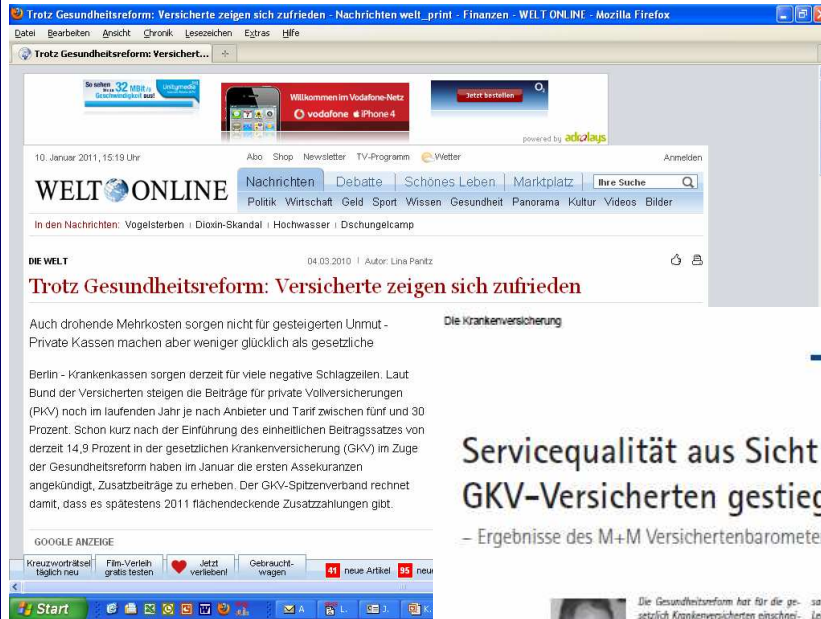 Trotz Gesundheitsreform: Versicherte zeigen sich zufrieden - Nachrichten welt_print - Finanzen - WELT ONLINE - Mozilla Firefox
Datei Bearbeiten Ansicht Chronik Lesezeichen Extras Hilfe
Trotz Gesundheitsreform: Versichert...
So sehen 32 MBit/s Geschwindigkeit aus! Unitymedia
Willkommen im Vodafone-Netz
vodafone iPhone 4
Jetzt bestellen
O2
powered by
10. Januar 2011, 15:19 Uhr Abo Shop Newsletter TV-Programm Wetter Anmelden
WELT ONLINE
Nachrichten Debatte Schönes Leben Marktplatz Ihre Suche
Politik Wirtschaft Geld Sport Wissen Gesundheit Panorama Kultur Videos Bilder
In den Nachrichten: Vogelsterben Dioxin-Skandal Hochwasser Dschungelcamp
DIE WELT 04.03.2010 Autor: Lina Panitz
Trotz Gesundheitsreform: Versicherte zeigen sich zufrieden
Auch drohende Mehrkosten sorgen nicht für gesteigerten Unmut -
Private Kassen machen aber weniger glücklich als gesetzliche
Berlin - Krankenkassen sorgen derzeit für viele negative Schlagzeilen. Laut
Bund der Versicherten steigen die Beiträge für private Vollversicherungen
(PKV) noch im laufenden Jahr je nach Anbieter und Tarif zwischen fünf und 30
Prozent. Schon kurz nach der Einführung des einheitlichen Beitragssatzes von
derzeit 14,9 Prozent in der gesetzlichen Krankenversicherung (GKV) im Zuge
der Gesundheitsreform haben im Januar die ersten Assekuranzen
angekündigt, Zusatzbeiträge zu erheben. Der GKV-Spitzenverband rechnet
damit, dass es spätestens 2011 flächendeckende Zusatzzahlungen gibt.
GOOGLE ANZEIGE
Kreuzworträtsel täglich neu
Film-Verleih gratis testen
Jetzt verlieben!
Gebraucht-wagen
41 neue Artikel 95 neu
Start
Die Krankenversicherung
Servicequalität aus Sicht
GKV-Versicherten gestieg
– Ergebnisse des M+M Versichertenbaromete
Die Gesundheitsreform hat für die ge-
setzlich Krankenversicherten einschnei-